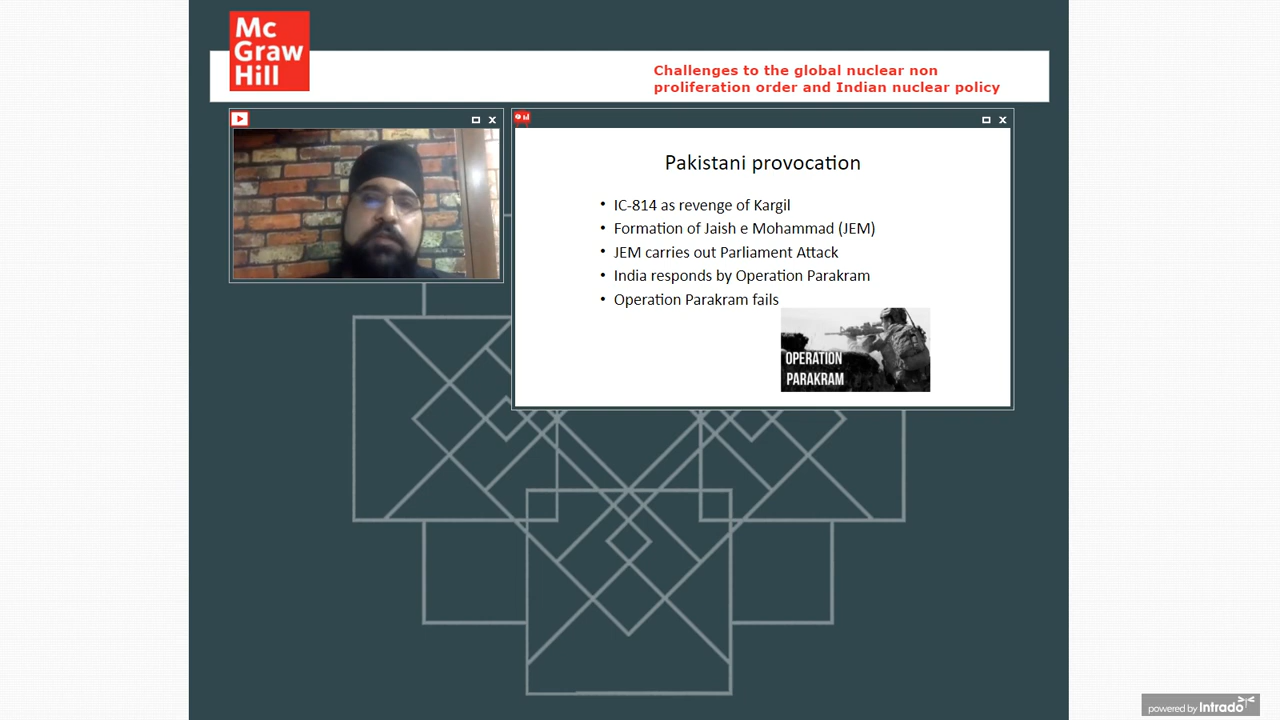 Mc
Graw
Hill
Challenges to the global nuclear non
proliferation order and Indian nuclear policy
Pakistani provocation
• IC-814 as revenge of Kargil
• Formation of Jaish e Mohammad (JEM)
• JEM carries out Parliament Attack
• India responds by Operation Parakram
• Operation Parakram fails
OPERATION
PARAKRAM
powered by Intrado